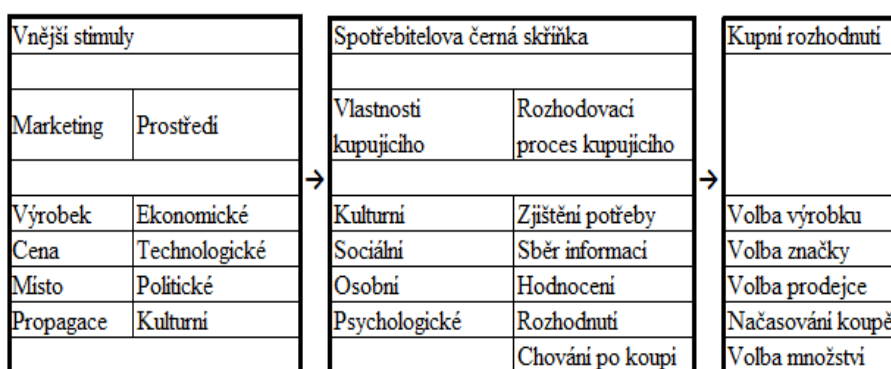 Vnější stimuly
Marketing Prostředí
Výrobek Ekonomické
Cena Technologické
Místo Politické
Propagace Kulturní
→
Spotřebitelova černá skříňka
Vlastnosti kupujícího
Rozhodovací proces kupujícího
Kulturní Zjištění potřeby
Sociální Sběr informací
Osobní Hodnocení
Psychologické Rozhodnutí
Chování po koupi
→
Kupní rozhodnutí
Volba výrobku
Volba značky
Volba prodejce
Načasování koupě
Volba množství